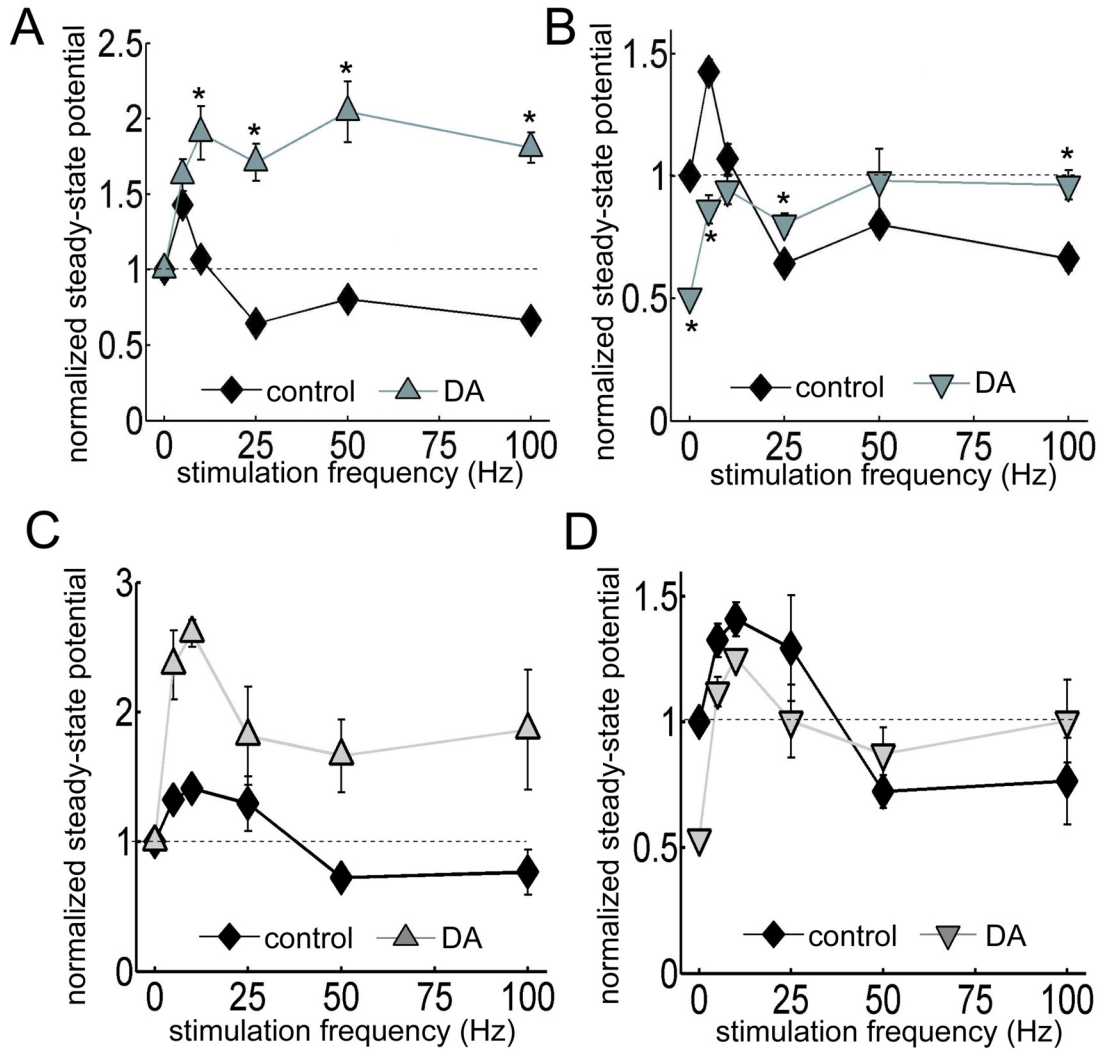 A
normalized steady-state potential
2.5
2
1.5
1
0.5
0
* * * *
control DA
0 25 50 75 100
stimulation frequency (Hz)
B
normalized steady-state potential
1.5
1
0.5
0
* * * *
control DA
0 25 50 75 100
stimulation frequency (Hz)
C
normalized steady-state potential
3
2
1
0
control DA
0 25 50 75 100
stimulation frequency (Hz)
D
normalized steady-state potential
1.5
1
0.5
0
control DA
0 25 50 75 100
stimulation frequency (Hz)